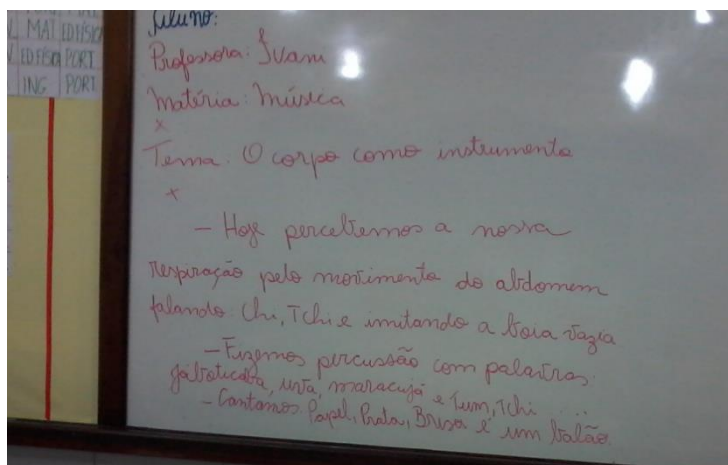 MAT ED FÍSICA
ED FÍSICA PORT.
ING PORT.
Aluno:
Professora: Ivani
Matéria: Música
x
Tema: O corpo como instrumento
x
- Hoje percebemos a nossa
respiração pelo movimento do abdomem
falando: Chi, Tchi e imitando a boia vazia
- Fizemos percussão com palavras:
jaboticaba, uva, maracujá e Tum, Tchi ...
- Cantamos: Papel, Prata, Brisa e um balão.